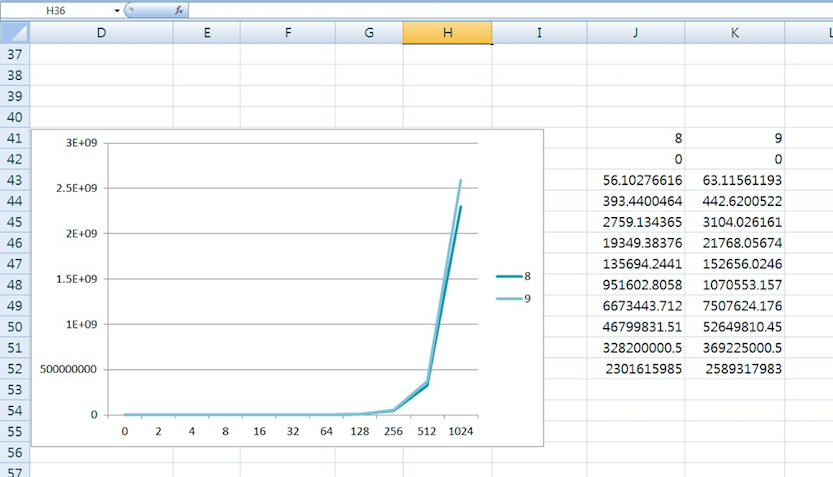 H36 fx
D E F G H I J K L
37
38
39
40
41 8 9
42 0 0
43 56.10276616 63.11561193
44 393.4400464 442.6200522
45 2759.134365 3104.026161
46 19349.38376 21768.05674
47 135694.2441 152656.0246
48 951602.8058 1070553.157
49 6673443.712 7507624.176
50 46799831.51 52649810.45
51 328200000.5 369225000.5
52 2301615985 2589317983
53
54
55
56
57
3E+09
2.5E+09
2E+09
1.5E+09
1E+09
500000000
0
0 2 4 8 16 32 64 128 256 512 1024
8
9